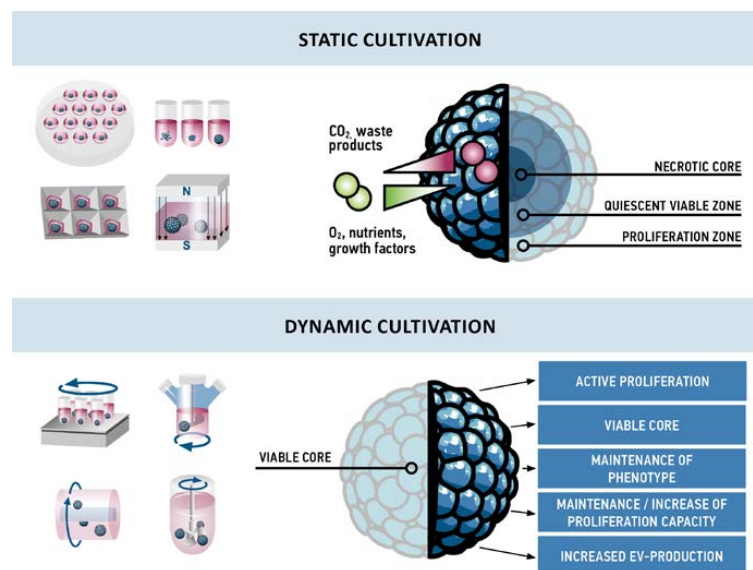 STATIC CULTIVATION
CO2, waste
products
N
S
O2, nutrients,
growth factors
NECROTIC CORE
QUIESCENT VIABLE ZONE
PROLIFERATION ZONE
DYNAMIC CULTIVATION
VIABLE CORE
ACTIVE PROLIFERATION
VIABLE CORE
MAINTENANCE OF
PHENOTYPE
MAINTENANCE / INCREASE OF
PROLIFERATION CAPACITY
INCREASED EV-PRODUCTION